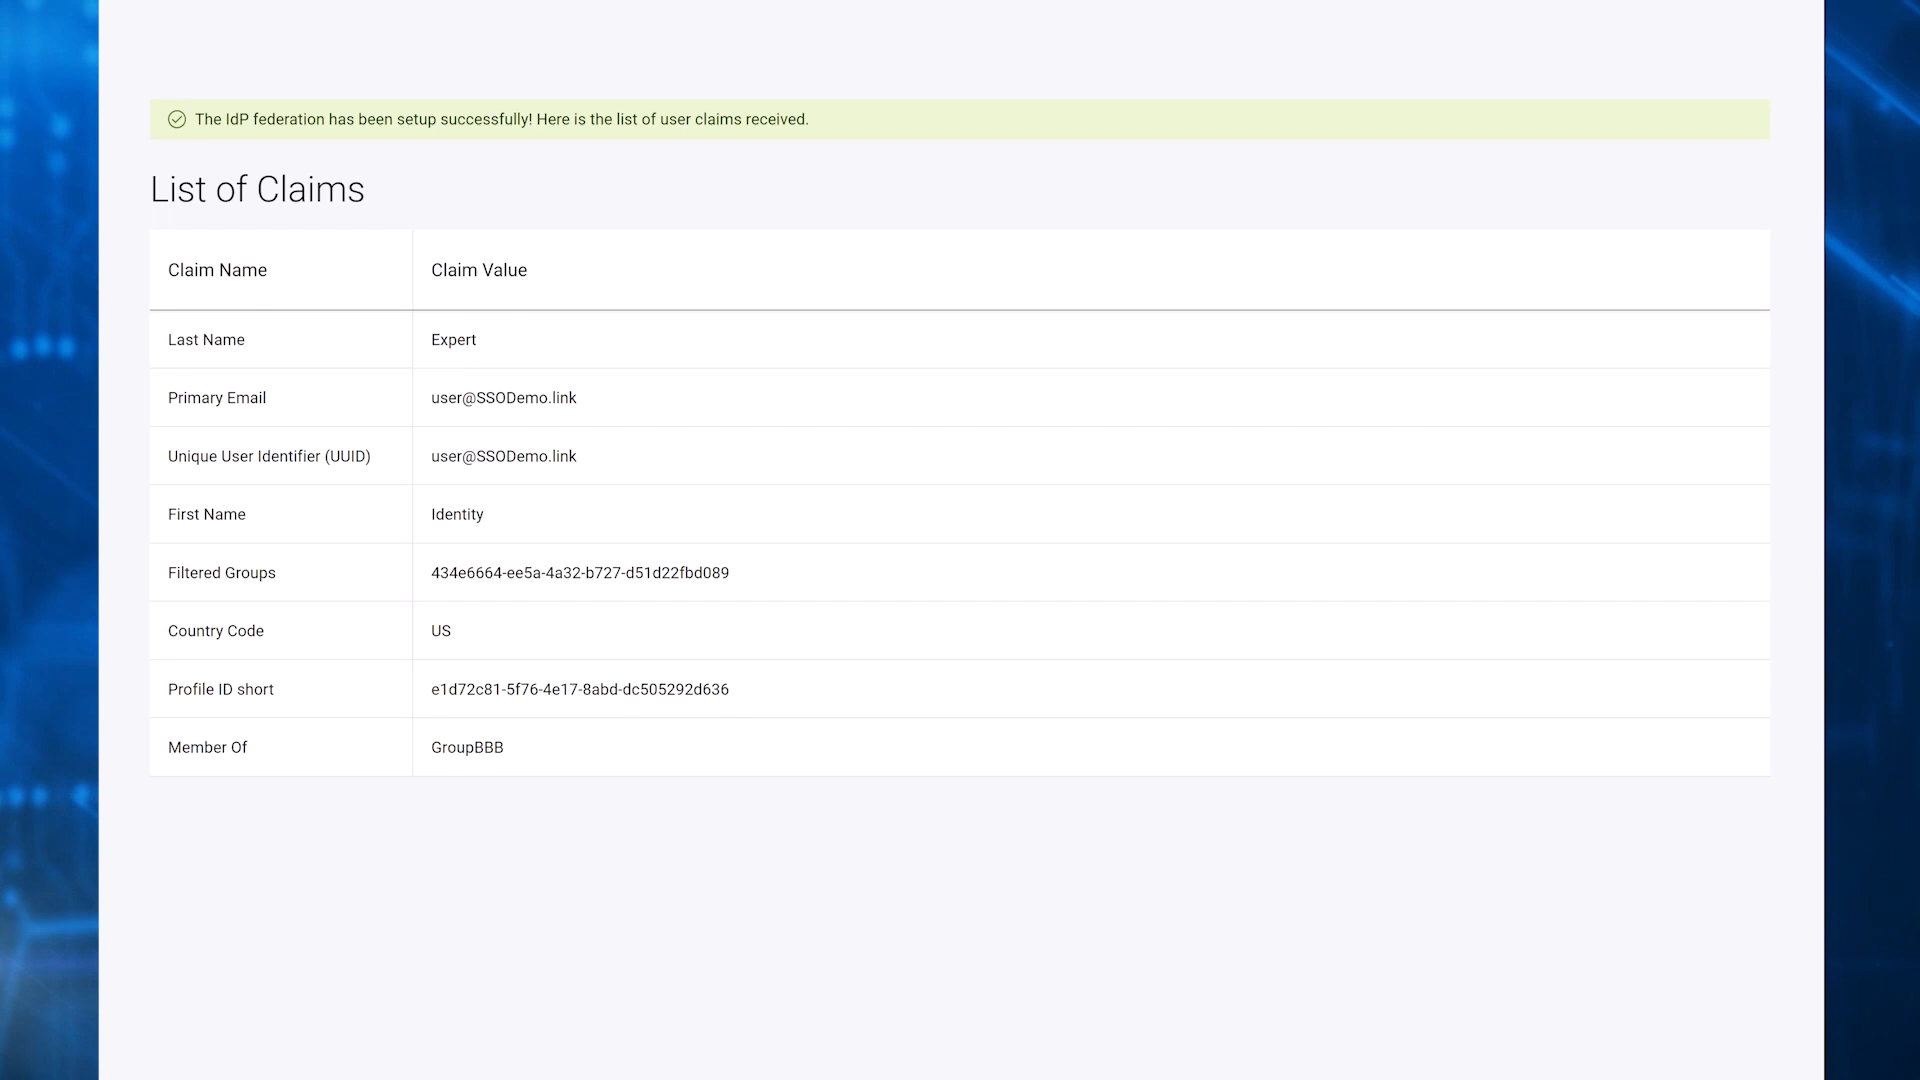 The IdP federation has been setup successfully! Here is the list of user claims received.
List of Claims
Claim Name Claim Value
Last Name Expert
Primary Email user@SSODemo.link
Unique User Identifier (UUID) user@SSODemo.link
First Name Identity
Filtered Groups 434e6664-ee5a-4a32-b727-d51d22fbd089
Country Code US
Profile ID short e1d72c81-5f76-4e17-8abd-dc505292d636
Member Of GroupBBB